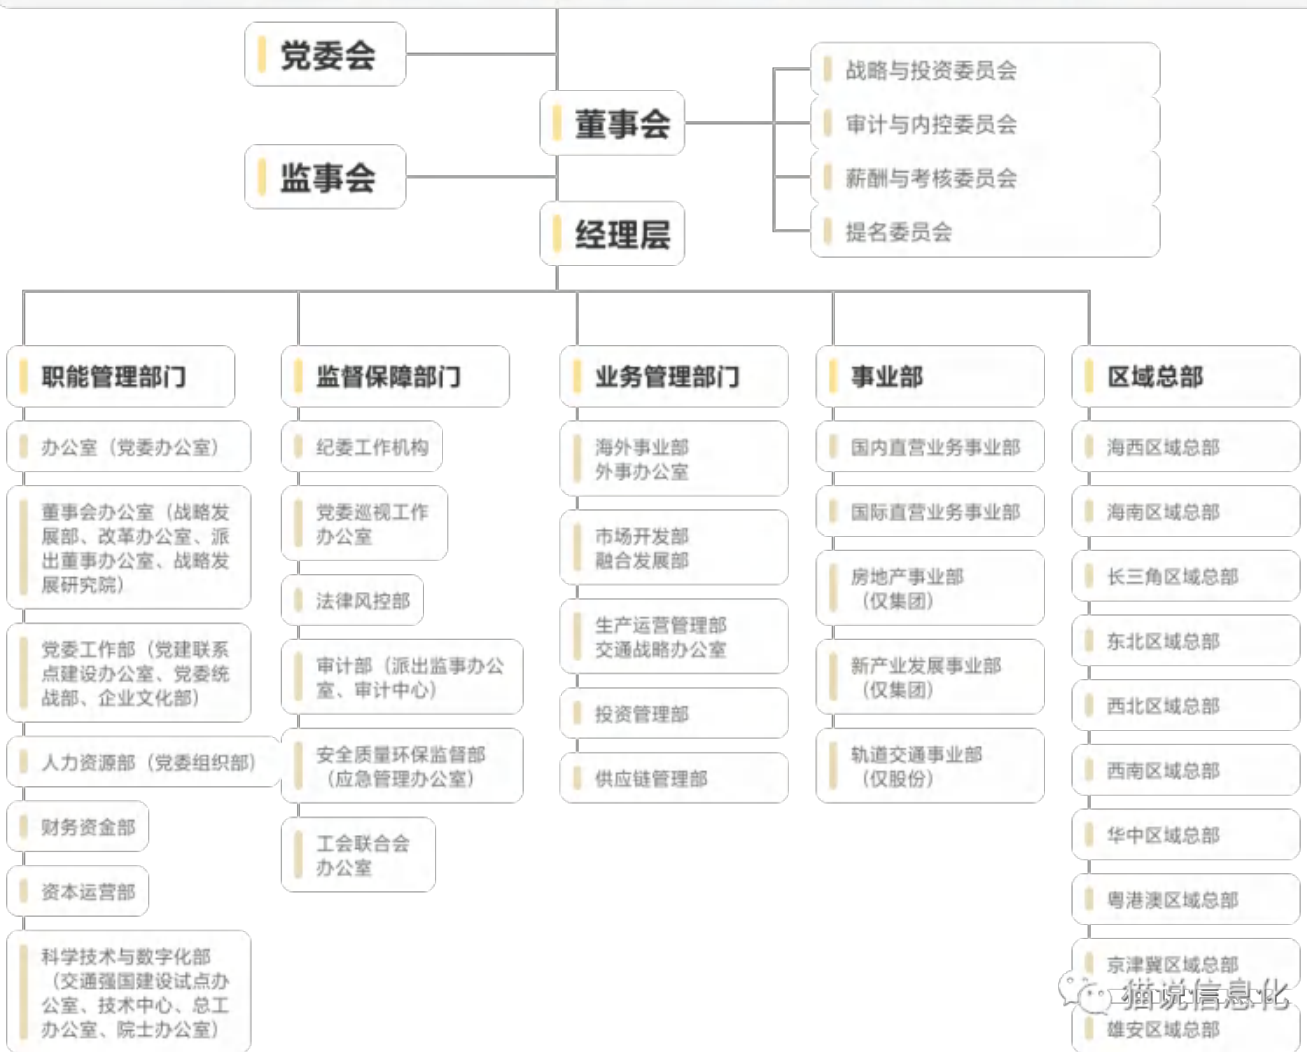 党委会
董事会
监事会
经理层
战略与投资委员会
审计与内控委员会
薪酬与考核委员会
提名委员会
职能管理部门
办公室（党委办公室）
董事会办公室（战略发
展部、改革办公室、派
出董事办公室、战略发
展研究院）
党委工作部（党建联系
点建设办公室、党委统
战部、企业文化部）
人力资源部（党委组织部）
财务资金部
资本运营部
科学技术与数字化部
（交通强国建设试点办
公室、技术中心、总工
办公室、院士办公室）
监督保障部门
纪委工作机构
党委巡视工作
办公室
法律风控部
审计部（派出监事办公
室、审计中心）
安全质量环保监督部
（应急管理办公室）
工会联合会
办公室
业务管理部门
海外事业部
外事办公室
市场开发部
融合发展部
生产运营管理部
交通战略办公室
投资管理部
供应链管理部
事业部
国内直营业务事业部
国际直营业务事业部
房地产事业部
（仅集团）
新产业发展事业部
（仅集团）
轨道交通事业部
（仅股份）
区域总部
海西区域总部
海南区域总部
长三角区域总部
东北区域总部
西北区域总部
西南区域总部
华中区域总部
粤港澳区域总部
京津冀区域总部
猫说信息化
雄安区域总部